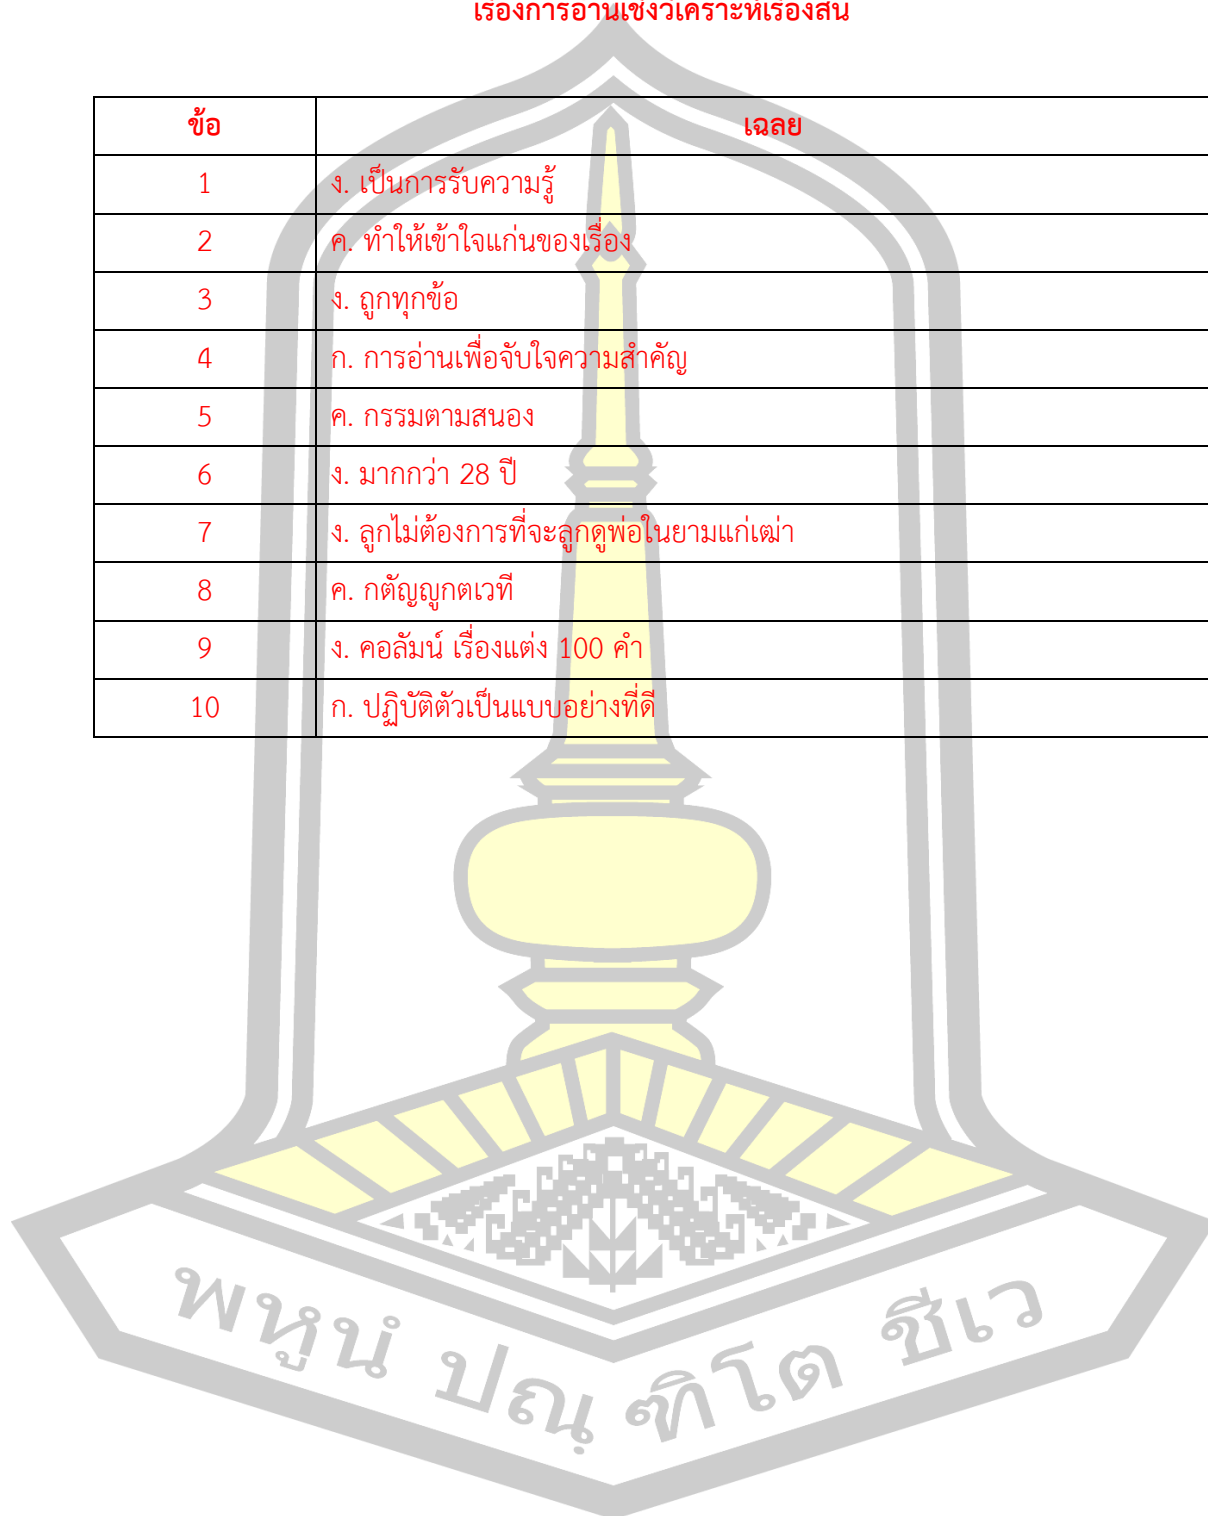 เรื่องการอ่านเชิงวิเคราะห์เรื่องสั้น
ข้อ เฉลย
1 ง. เป็นการรับความรู้
2 ค. ทำให้เข้าใจแก่นของเรื่อง
3 ง. ถูกทุกข้อ
4 ก. การอ่านเพื่อจับใจความสำคัญ
5 ค. กรรมตามสนอง
6 ง. มากกว่า 28 ปี
7 ง. ลูกไม่ต้องการที่จะลูกดูพ่อในยามแก่เฒ่า
8 ค. กตัญญูกตเวที
9 ง. คอลัมน์ เรื่องแต่ง 100 คำ
10 ก. ปฏิบัติตัวเป็นแบบอย่างที่ดี
พหูนํ ปณฺฑิโต ชีเว